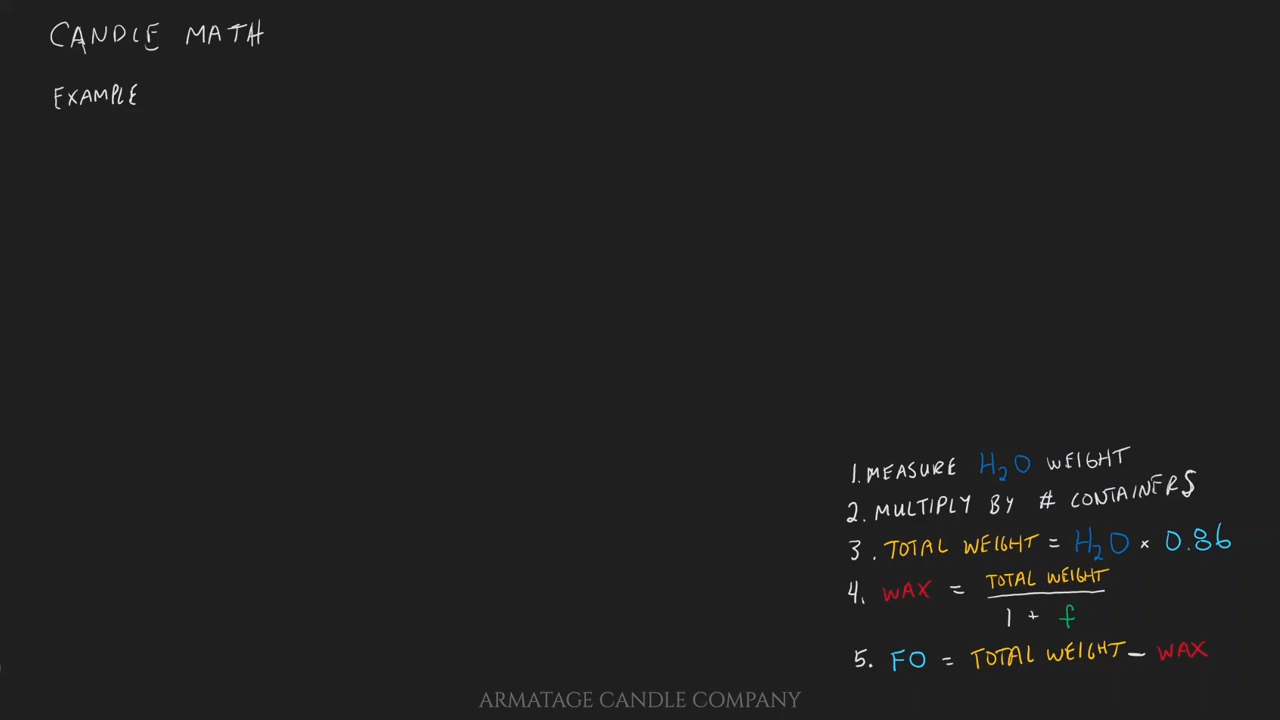 CANDLE MATH
EXAMPLE
1. MEASURE H2O WEIGHT
2. MULTIPLY BY # CONTAINERS
3. TOTAL WEIGHT = H2O × 0.86
4. WAX = TOTAL WEIGHT
1 + f
5. FO = TOTAL WEIGHT - WAX
ARMATAGE CANDLE COMPANY